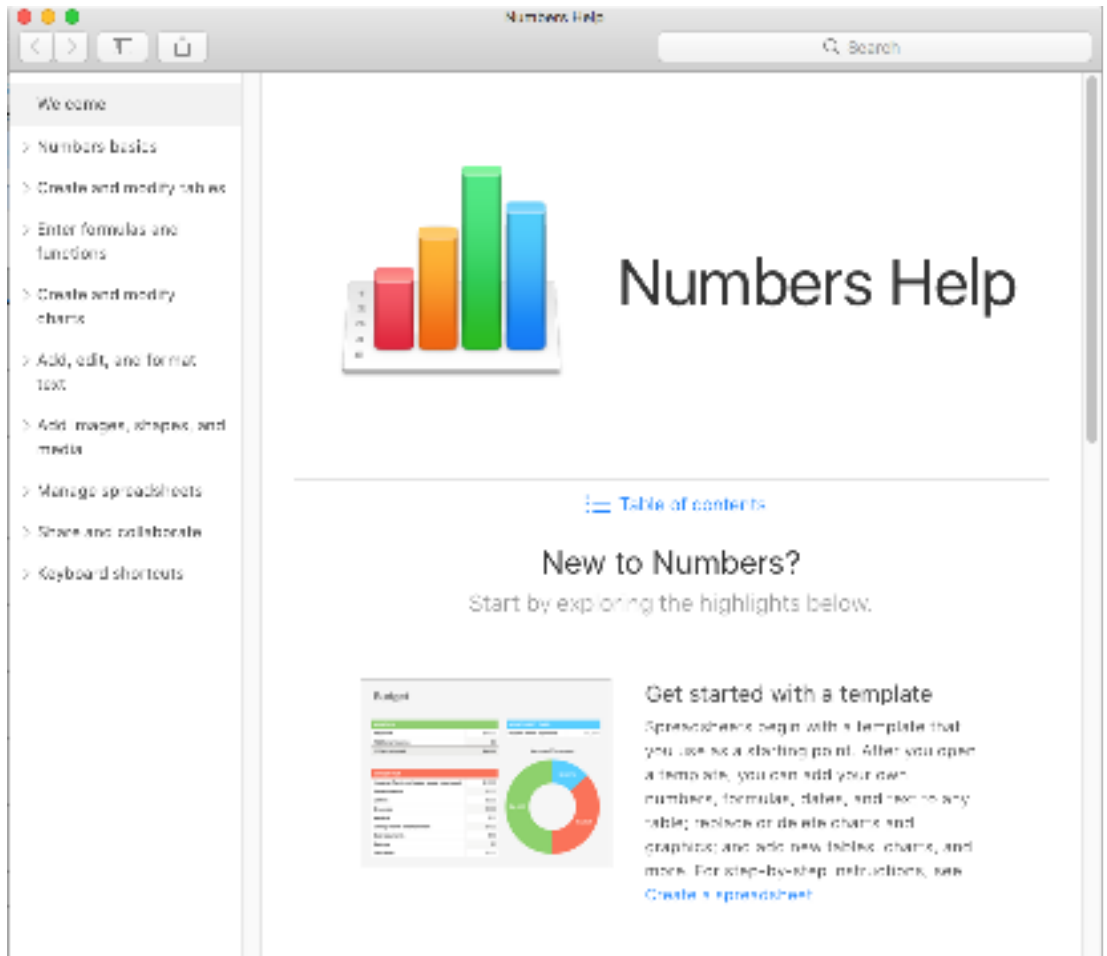 Numbers Help
Search
Welcome
Numbers basics
Create and modify tables
Enter formulas and
functions
Create and modify
charts
Add, edit, and format
text
Add images, shapes, and
media
Manage spreadsheets
Share and collaborate
Keyboard shortcuts
Numbers Help
Table of contents
New to Numbers?
Start by exploring the highlights below.
Budget
Get started with a template
Spreadsheets begin with a template that
you use as a starting point. After you open
a template, you can add your own
numbers, formulas, dates, and text to any
table; replace or delete charts and
graphics; and add new tables, charts, and
more. For step-by-step instructions, see
Create a spreadsheet